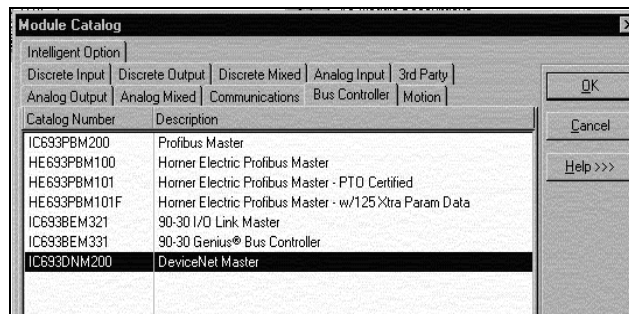 Module Catalog
Intelligent Option
Discrete Input Discrete Output Discrete Mixed Analog Input 3rd Party
Analog Output Analog Mixed Communications Bus Controller Motion
Catalog Number Description
IC693PBM200 Profibus Master
HE693PBM100 Horner Electric Profibus Master
HE693PBM101 Horner Electric Profibus Master - PTO Certified
HE693PBM101F Horner Electric Profibus Master - w/125 Xtra Param Data
IC693BEM321 90-30 I/O Link Master
IC693BEM331 90-30 Genius® Bus Controller
IC693DNM200 DeviceNet Master
OK
Cancel
Help >>>